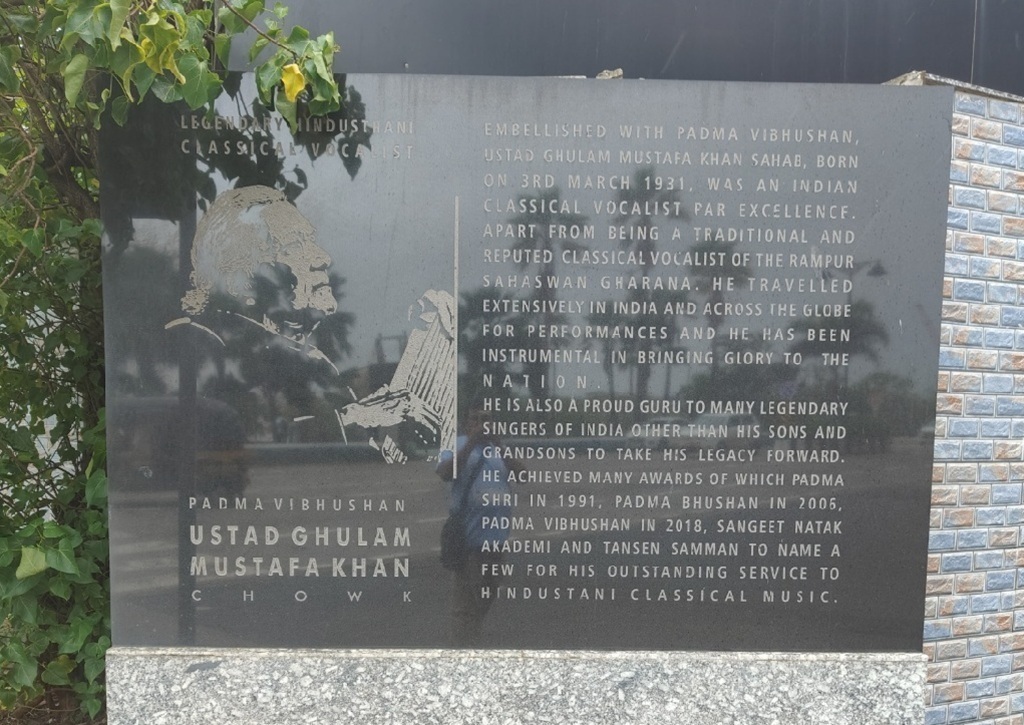 LEGENDARY HINDUSTHANI
CLASSICAL VOCALIST
PADMA VIBHUSHAN
USTAD GHULAM
MUSTAFA KHAN
CHOWK
EMBELLISHED WITH PADMA VIBHUSHAN,
USTAD GHULAM MUSTAFA KHAN SAHAB, BORN
ON 3RD MARCH 1931, WAS AN INDIAN
CLASSICAL VOCALIST PAR EXCELLENCE.
APART FROM BEING A TRADITIONAL AND
REPUTED CLASSICAL VOCALIST OF THE RAMPUR
SAHASWAN GHARANA. HE TRAVELLED
EXTENSIVELY IN INDIA AND ACROSS THE GLOBE
FOR PERFORMANCES AND HE HAS BEEN
INSTRUMENTAL IN BRINGING GLORY TO THE
NATION.
HE IS ALSO A PROUD GURU TO MANY LEGENDARY
SINGERS OF INDIA OTHER THAN HIS SONS AND
GRANDSONS TO TAKE HIS LEGACY FORWARD.
HE ACHIEVED MANY AWARDS OF WHICH PADMA
SHRI IN 1991, PADMA BHUSHAN IN 2006,
PADMA VIBHUSHAN IN 2018, SANGEET NATAK
AKADEMI AND TANSEN SAMMAN TO NAME A
FEW FOR HIS OUTSTANDING SERVICE TO
HINDUSTANI CLASSICAL MUSIC.